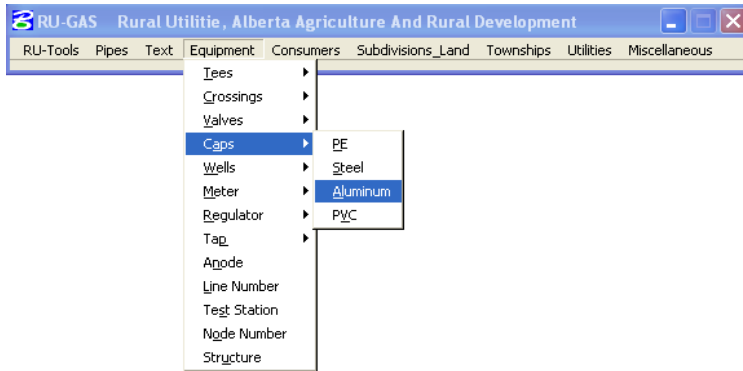 RU-GAS Rural Utilitie, Alberta Agriculture And Rural Development
RU-Tools Pipes Text Equipment Consumers Subdivisions_Land Townships Utilities Miscellaneous
Tees
Crossings
Valves
Caps
Wells
Meter
Regulator
Tap
Anode
Line Number
Test Station
Node Number
Structure
PE
Steel
Aluminum
PVC